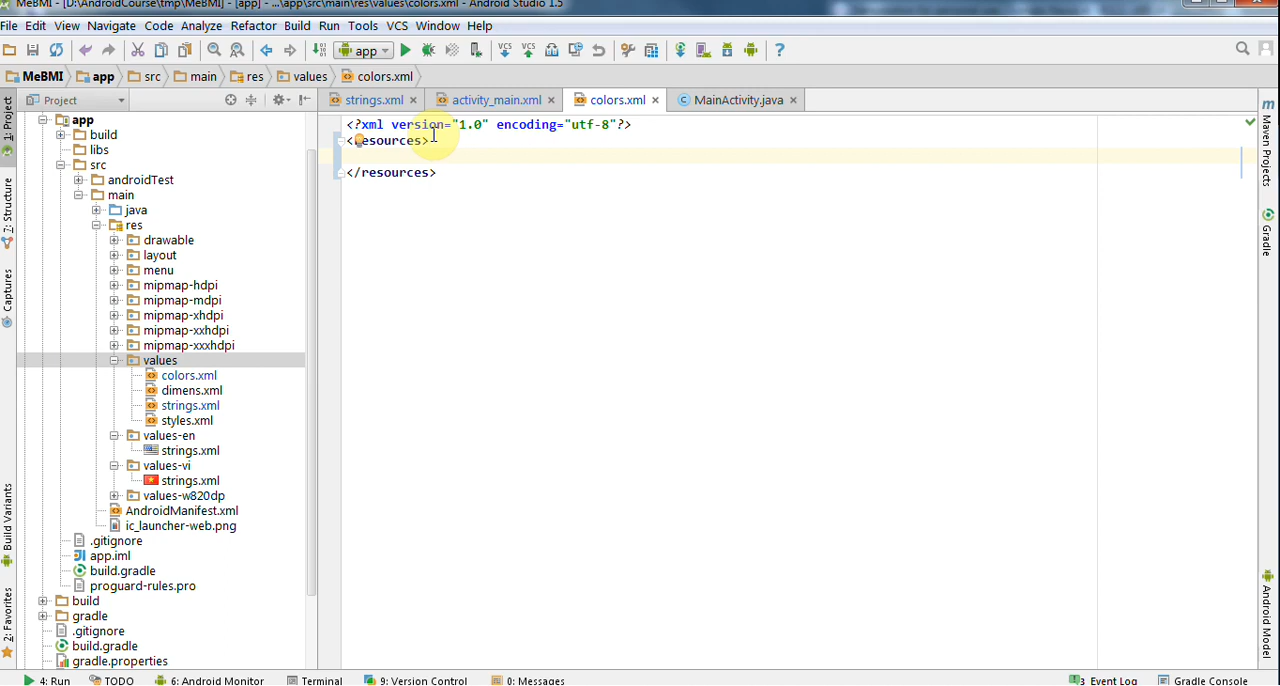 MeBMI - [D:\AndroidCourse\tmp\MeBMI] - [app] - ...\app\src\main\res\values\colors.xml - Android Studio 1.5
File Edit View Navigate Code Analyze Refactor Build Run Tools VCS Window Help
app
VCS VCS
MeBMI app src main res values colors.xml
Project
strings.xml activity_main.xml colors.xml MainActivity.java
1: Project
7: Structure
Captures
Build Variants
2: Favorites
app
build
libs
src
androidTest
main
java
res
drawable
layout
menu
mipmap-hdpi
mipmap-mdpi
mipmap-xhdpi
mipmap-xxhdpi
mipmap-xxxhdpi
values
colors.xml
dimens.xml
strings.xml
styles.xml
values-en
strings.xml
values-vi
strings.xml
values-w820dp
AndroidManifest.xml
ic_launcher-web.png
.gitignore
app.iml
build.gradle
proguard-rules.pro
build
gradle
.gitignore
build.gradle
gradle.properties
<?xml version="1.0" encoding="utf-8"?>
<resources>
</resources>
m
Maven Projects
Gradle
Android Model
4: Run TODO 6: Android Monitor Terminal 9: Version Control 0: Messages 3 Event Log Gradle Console